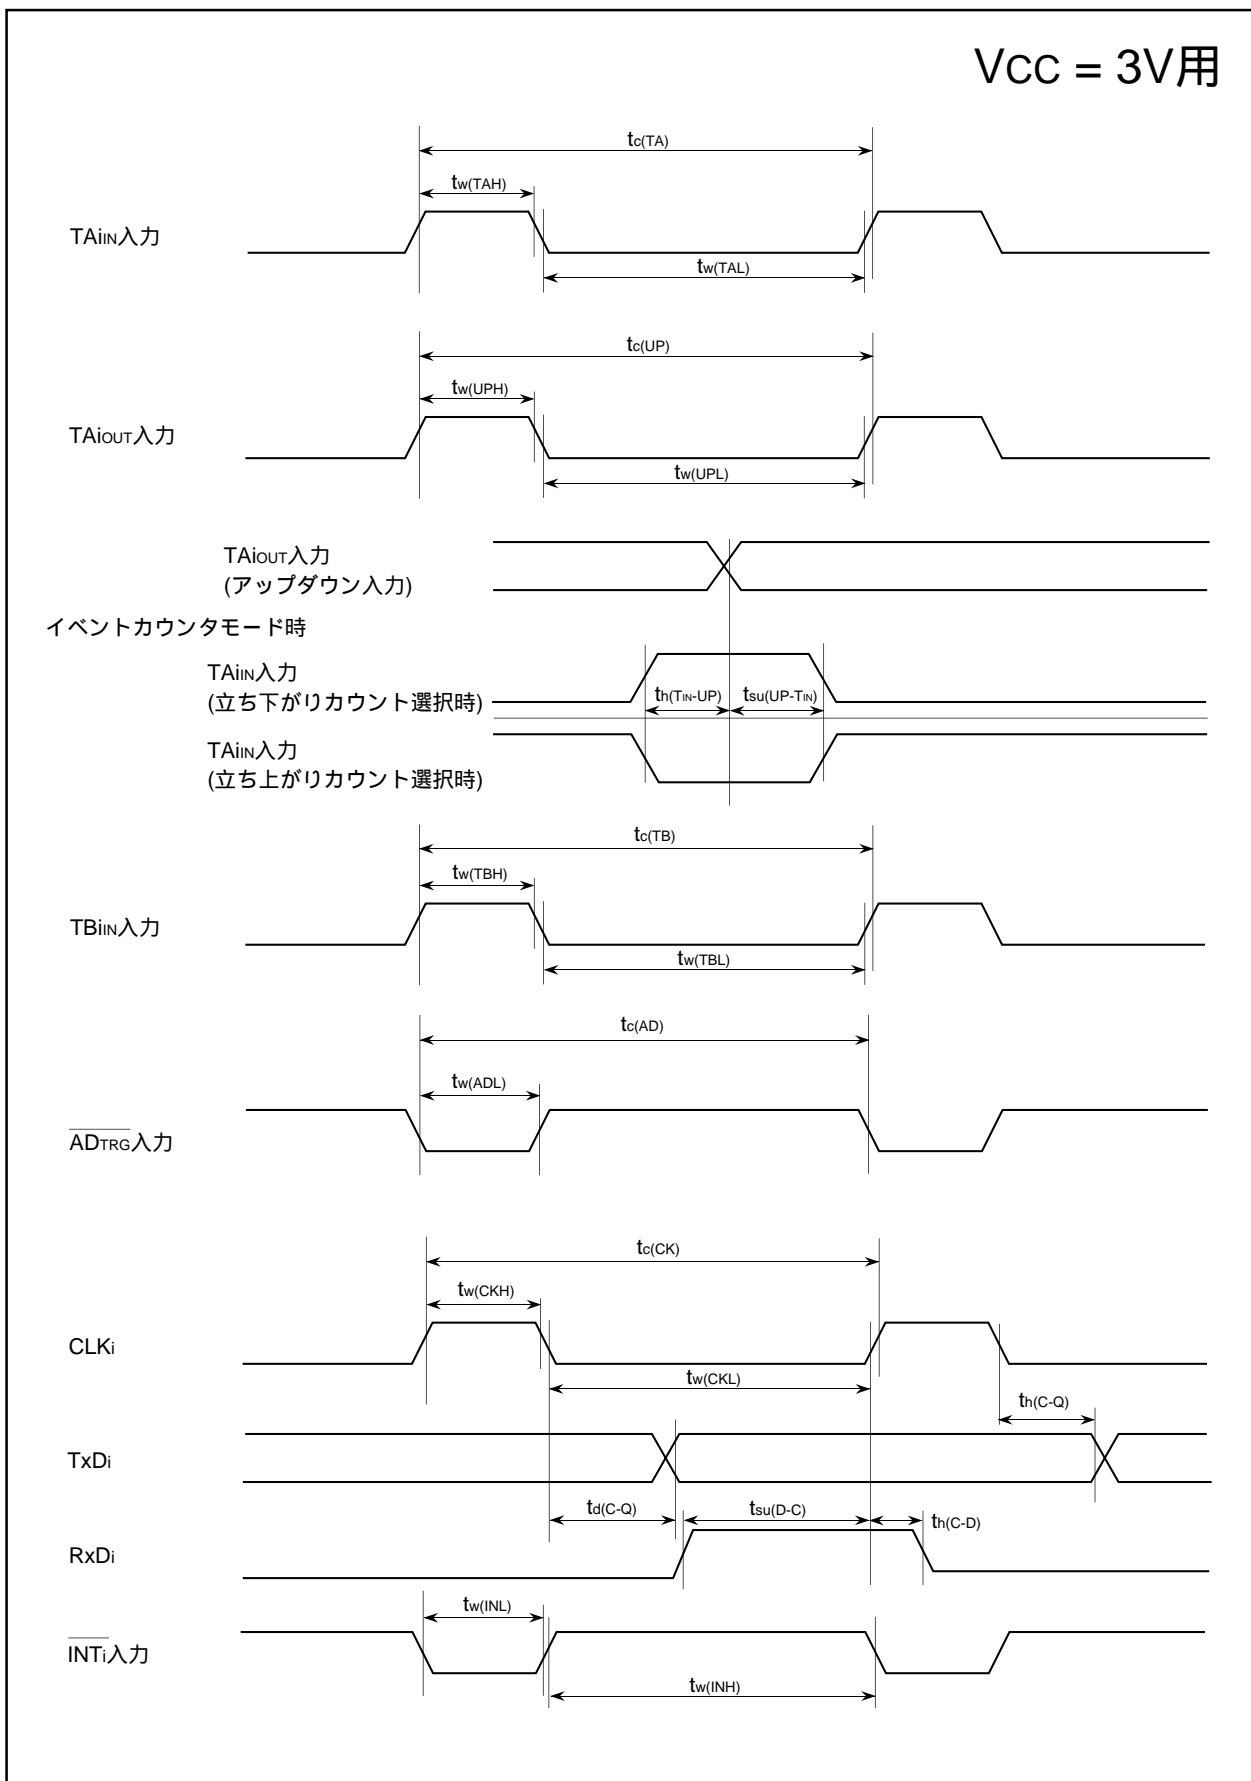 VCC = 3V用
tc(TA)
tw(TAH)
TAiIN入力
tw(TAL)
tc(UP)
tw(UPH)
TAiOUT入力
tw(UPL)
TAiOUT入力
(アップダウン入力)
イベントカウンタモード時
TAiIN入力
(立ち下がりカウント選択時)
th(TIN-UP)
tsu(UP-TIN)
TAiIN入力
(立ち上がりカウント選択時)
tc(TB)
tw(TBH)
TBiIN入力
tw(TBL)
tc(AD)
tw(ADL)
ADTRG入力
tc(CK)
tw(CKH)
CLKi
tw(CKL)
th(C-Q)
TxDi
td(C-Q)
tsu(D-C)
th(C-D)
RxDi
tw(INL)
INTi入力
tw(INH)